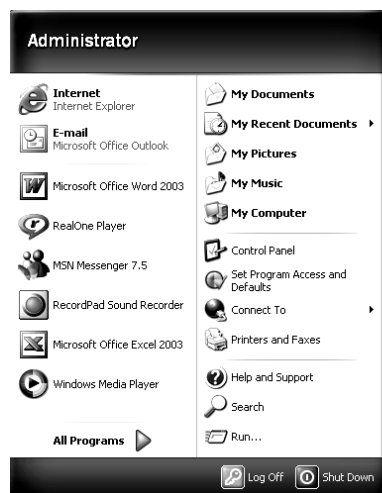 Administrator
Internet
Internet Explorer
E-mail
Microsoft Office Outlook
Microsoft Office Word 2003
RealOne Player
MSN Messenger 7.5
RecordPad Sound Recorder
Microsoft Office Excel 2003
Windows Media Player
All Programs
My Documents
My Recent Documents
My Pictures
My Music
My Computer
Control Panel
Set Program Access and
Defaults
Connect To
Printers and Faxes
Help and Support
Search
Run...
Log Off
Shut Down